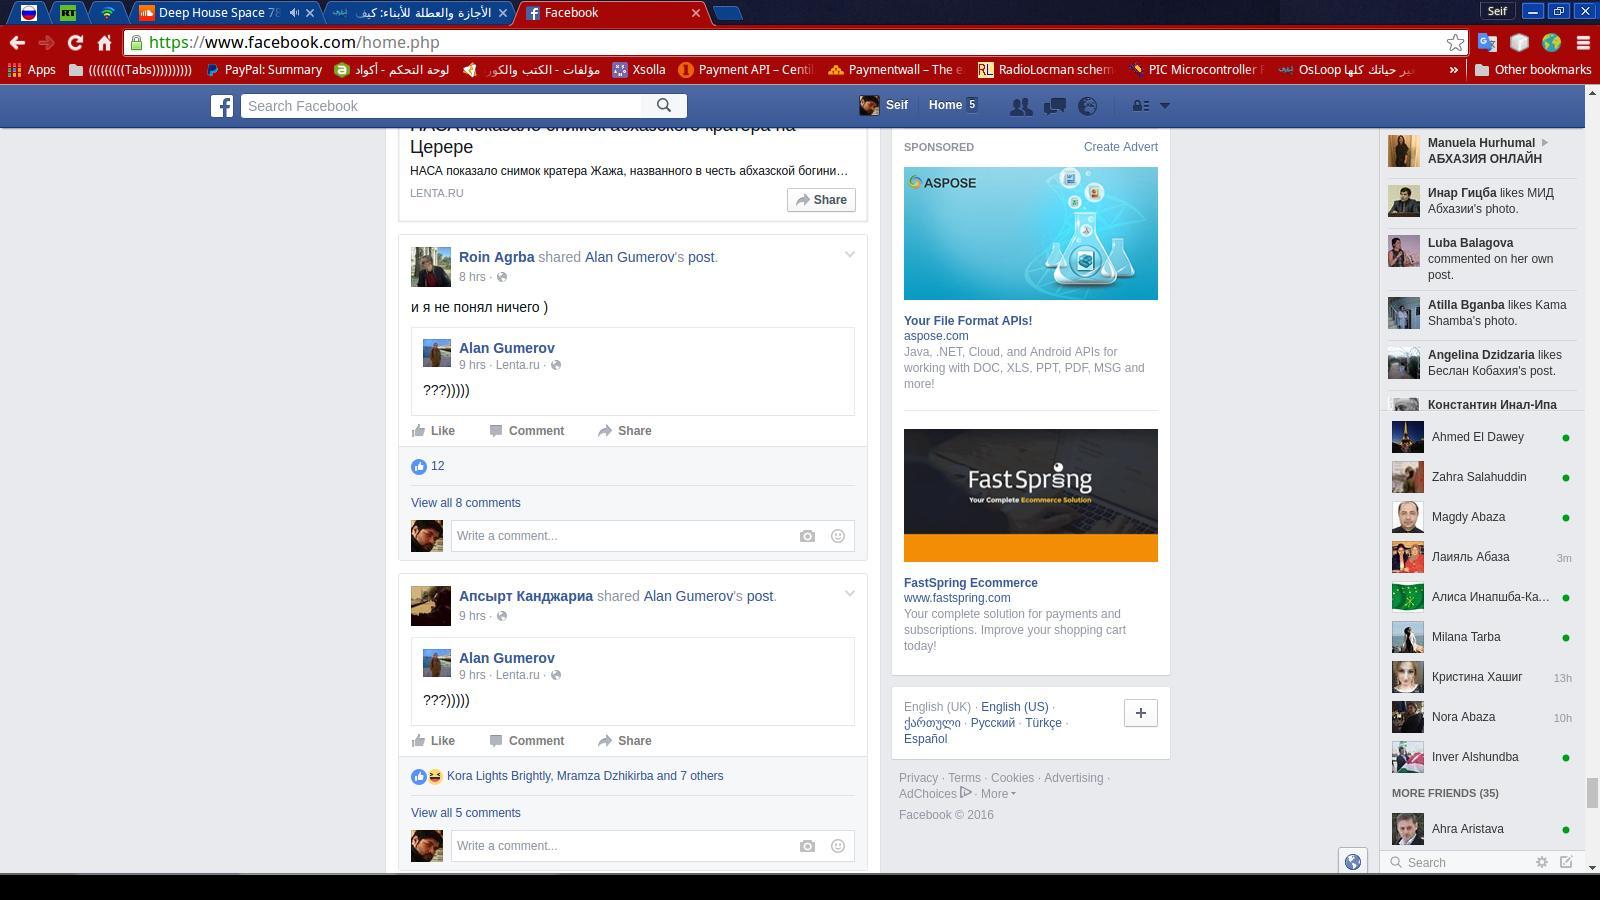 Deep House Space 78
الأجازة والعطلة للأبناء: كيف
Facebook
Seif
https://www.facebook.com/home.php
Apps
(((((((((Tabs))))))))))
PayPal: Summary
لوحة التحكم - أكواد
مؤلفات - الكتب والكور
Xsolla
Payment API – Centil
Paymentwall – The e
RadioLocman schem
PIC Microcontroller
OsLoop غير حياتك كلها
Other bookmarks
Search Facebook
Seif
Home 5
НАСА показало снимок абхазского кратера на
Церере
НАСА показало снимок кратера Жажа, названного в честь абхазской богини...
LENTA.RU
Share
Roin Agrba shared Alan Gumerov's post.
8 hrs ·
и я не понял ничего )
Alan Gumerov
9 hrs · Lenta.ru ·
???)))))
Like Comment Share
12
View all 8 comments
Write a comment...
Апсырт Канджариа shared Alan Gumerov's post.
9 hrs ·
Alan Gumerov
9 hrs · Lenta.ru ·
???)))))
Like Comment Share
Kora Lights Brightly, Mramza Dzhikirba and 7 others
View all 5 comments
Write a comment...
SPONSORED
Create Advert
ASPOSE
Your File Format APIs!
aspose.com
Java, .NET, Cloud, and Android APIs for
working with DOC, XLS, PPT, PDF, MSG and
more!
FastSpring
Your Complete Ecommerce Solution
FastSpring Ecommerce
www.fastspring.com
Your complete solution for payments and
subscriptions. Improve your shopping cart
today!
English (UK) · English (US) ·
ქართული · Русский · Türkçe ·
Español
Privacy · Terms · Cookies · Advertising ·
AdChoices · More
Facebook © 2016
Manuela Hurhumal
АБХАЗИЯ ОНЛАЙН
Инар Гицба likes МИД
Абхазии's photo.
Luba Balagova
commented on her own
post.
Atilla Bganba likes Kama
Shamba's photo.
Angelina Dzidzaria likes
Беслан Кобахия's post.
Константин Инал-Ипа
Ahmed El Dawey
Zahra Salahuddin
Magdy Abaza
Лаияль Абаза 3m
Алиса Инапшба-Ка...
Milana Tarba
Кристина Хашиг 13h
Nora Abaza 10h
Inver Alshundba
MORE FRIENDS (35)
Ahra Aristava
Search